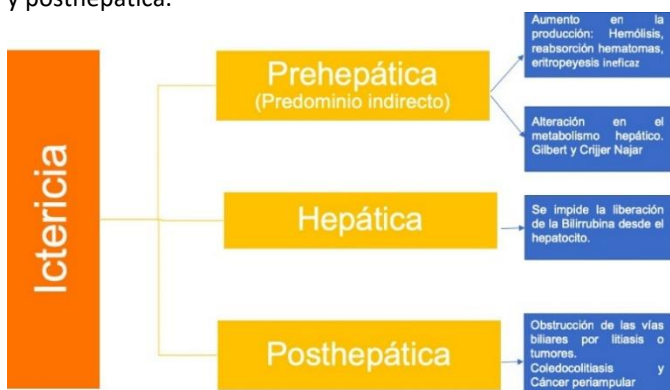 y posthepática.
Ictericia
Prehepática
(Predominio indirecto)
Aumento en la
producción: Hemólisis,
reabsorción hematomas,
eritropeyesis ineficaz
Alteración en el
metabolismo hepático.
Gilbert y Crijjer Najar
Hepática
Se impide la liberación
de la Bilirrubina desde el
hepatocito.
Posthepática
Obstrucción de las vías
biliares por litiasis o
tumores.
Coledocolitiasis y
Cáncer periampular